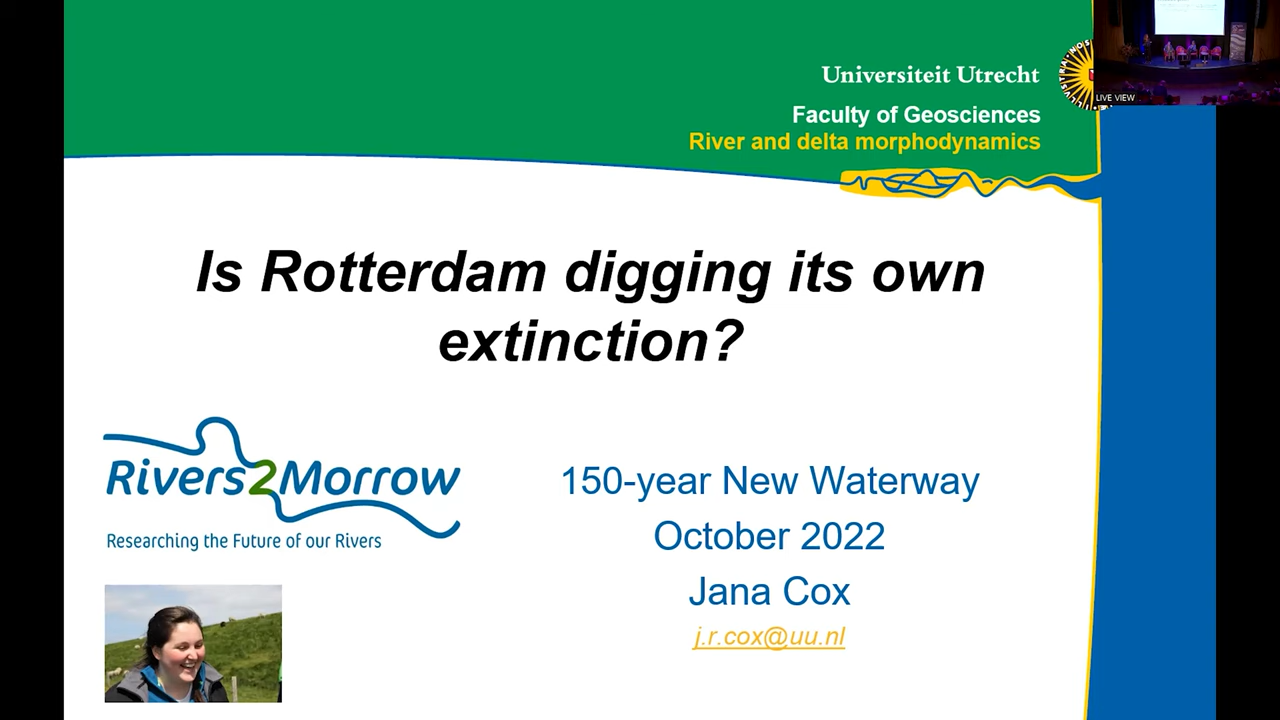 Universiteit Utrecht
Faculty of Geosciences
River and delta morphodynamics
LIVE VIEW
Is Rotterdam digging its own
extinction?
Rivers2Morrow
Researching the Future of our Rivers
150-year New Waterway
October 2022
Jana Cox
j.r.cox@uu.nl